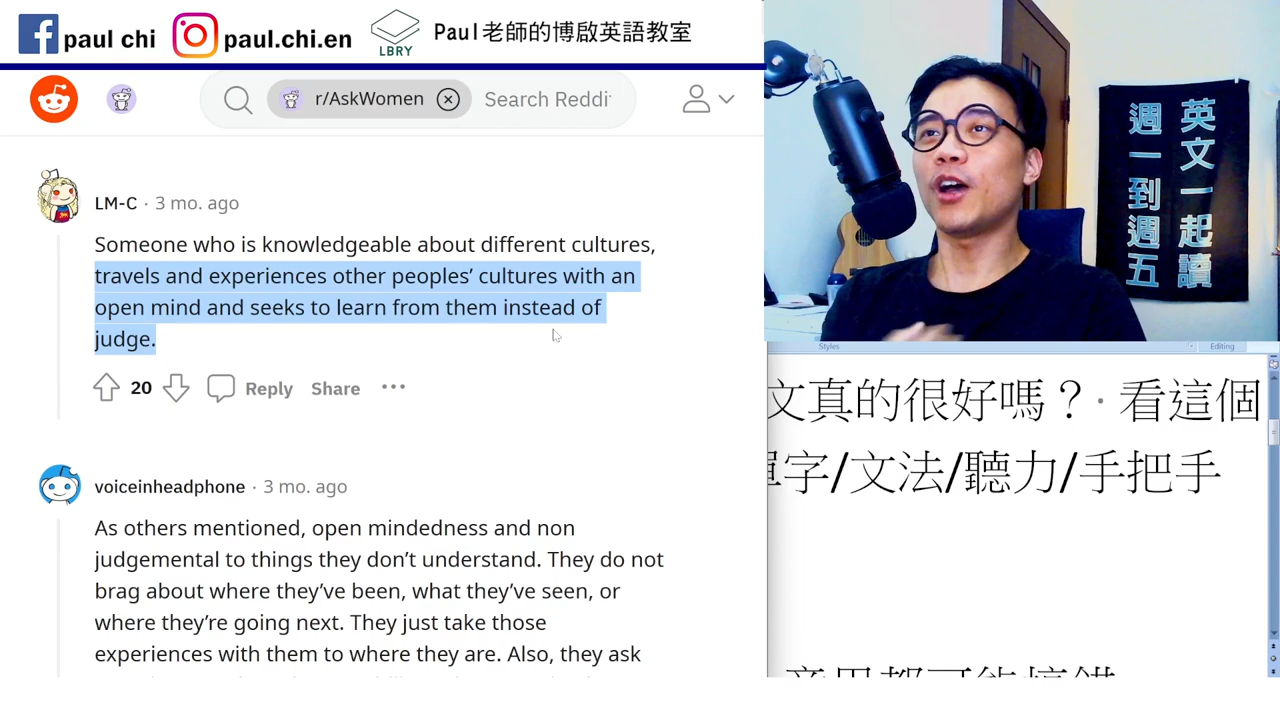 paul chi
paul.chi.en
LBRY
Paul老師的博啟英語教室
r/AskWomen
Search Reddi
LM-C · 3 mo. ago
Someone who is knowledgeable about different cultures,
travels and experiences other peoples’ cultures with an
open mind and seeks to learn from them instead of
judge.
20
Reply
Share
voiceinheadphone · 3 mo. ago
As others mentioned, open mindedness and non
judgemental to things they don’t understand. They do not
brag about where they’ve been, what they’ve seen, or
where they’re going next. They just take those
experiences with them to where they are. Also, they ask
英文一起讀
週一到週五
Styles
Editing
文真的很好嗎？· 看這個
單字/文法/聽力/手把手